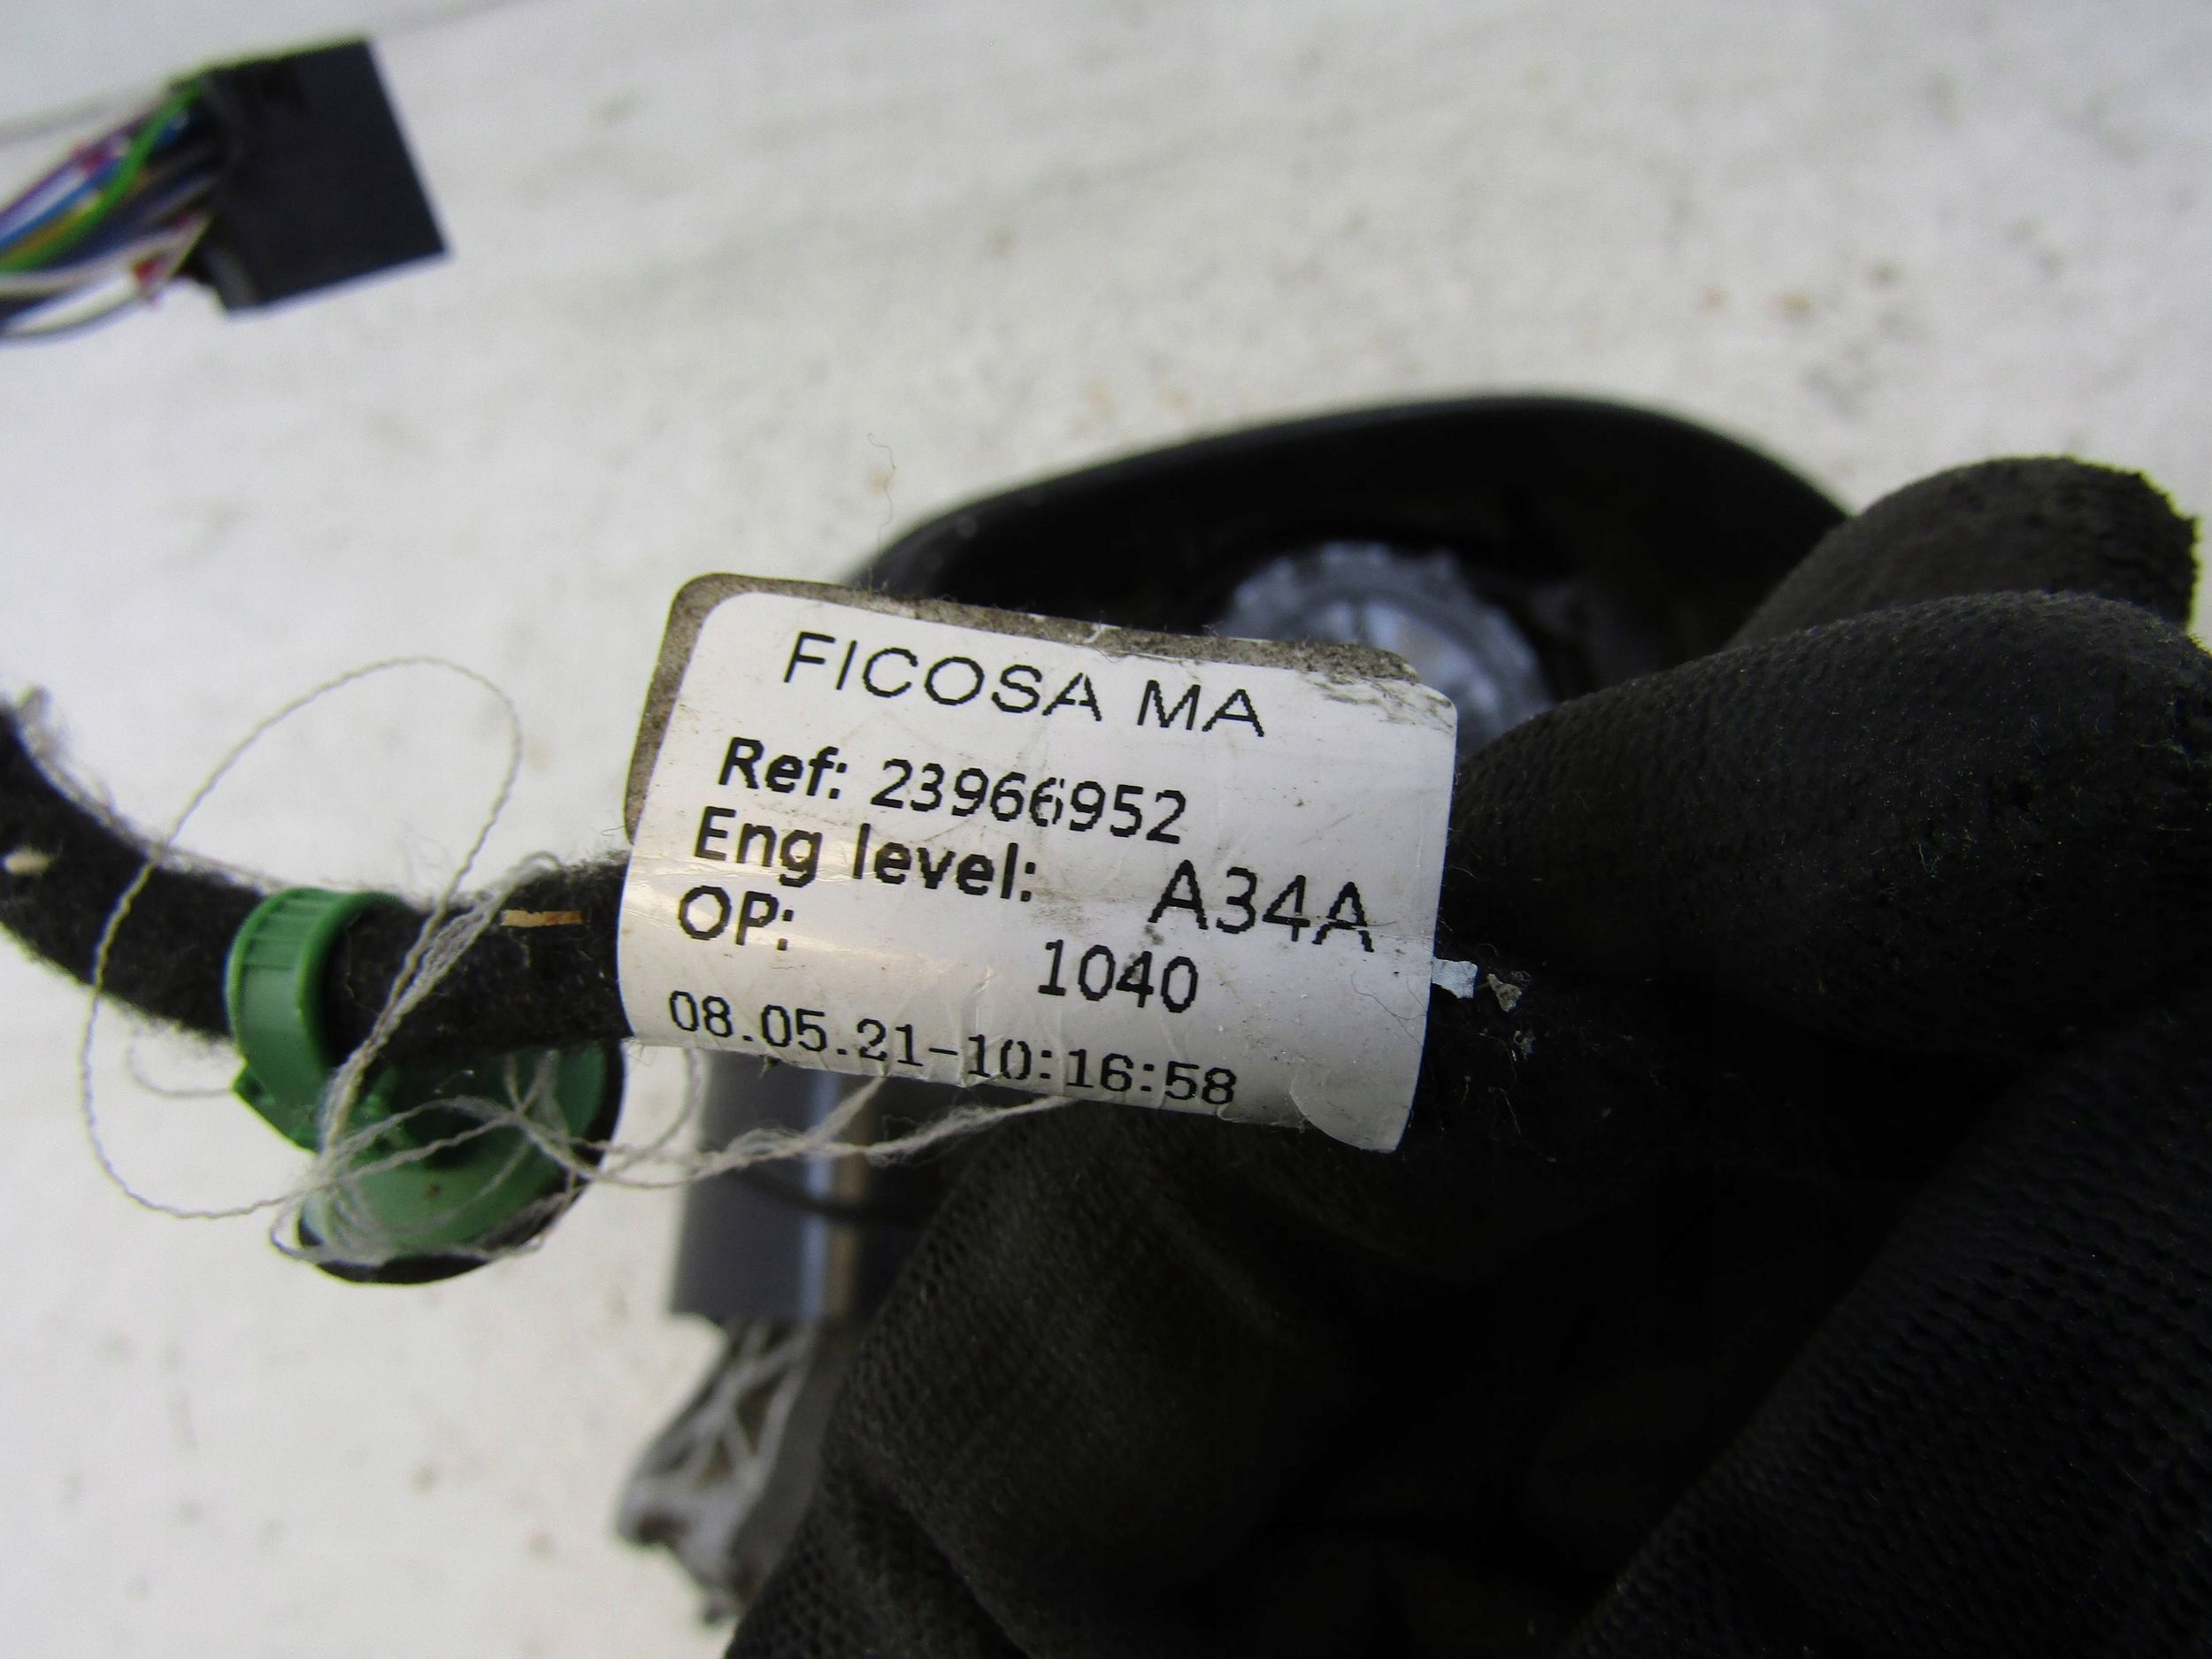 FICOSA MA
Ref: 23966952
Eng level: A34A
OP: 1040
08.05.21-10:16:58